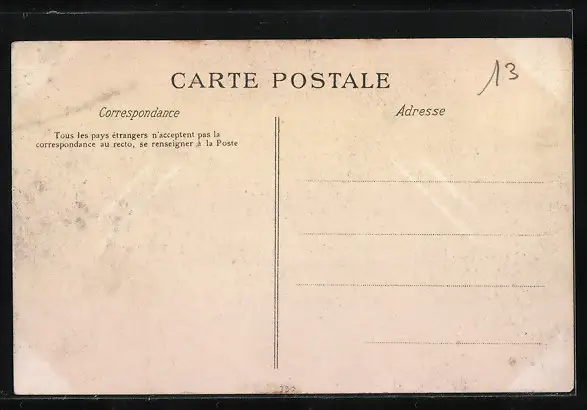 13
CARTE POSTALE
Correspondance
Adresse
Tous les pays étrangers n'acceptent pas la
correspondance au recto, se renseigner à la Poste